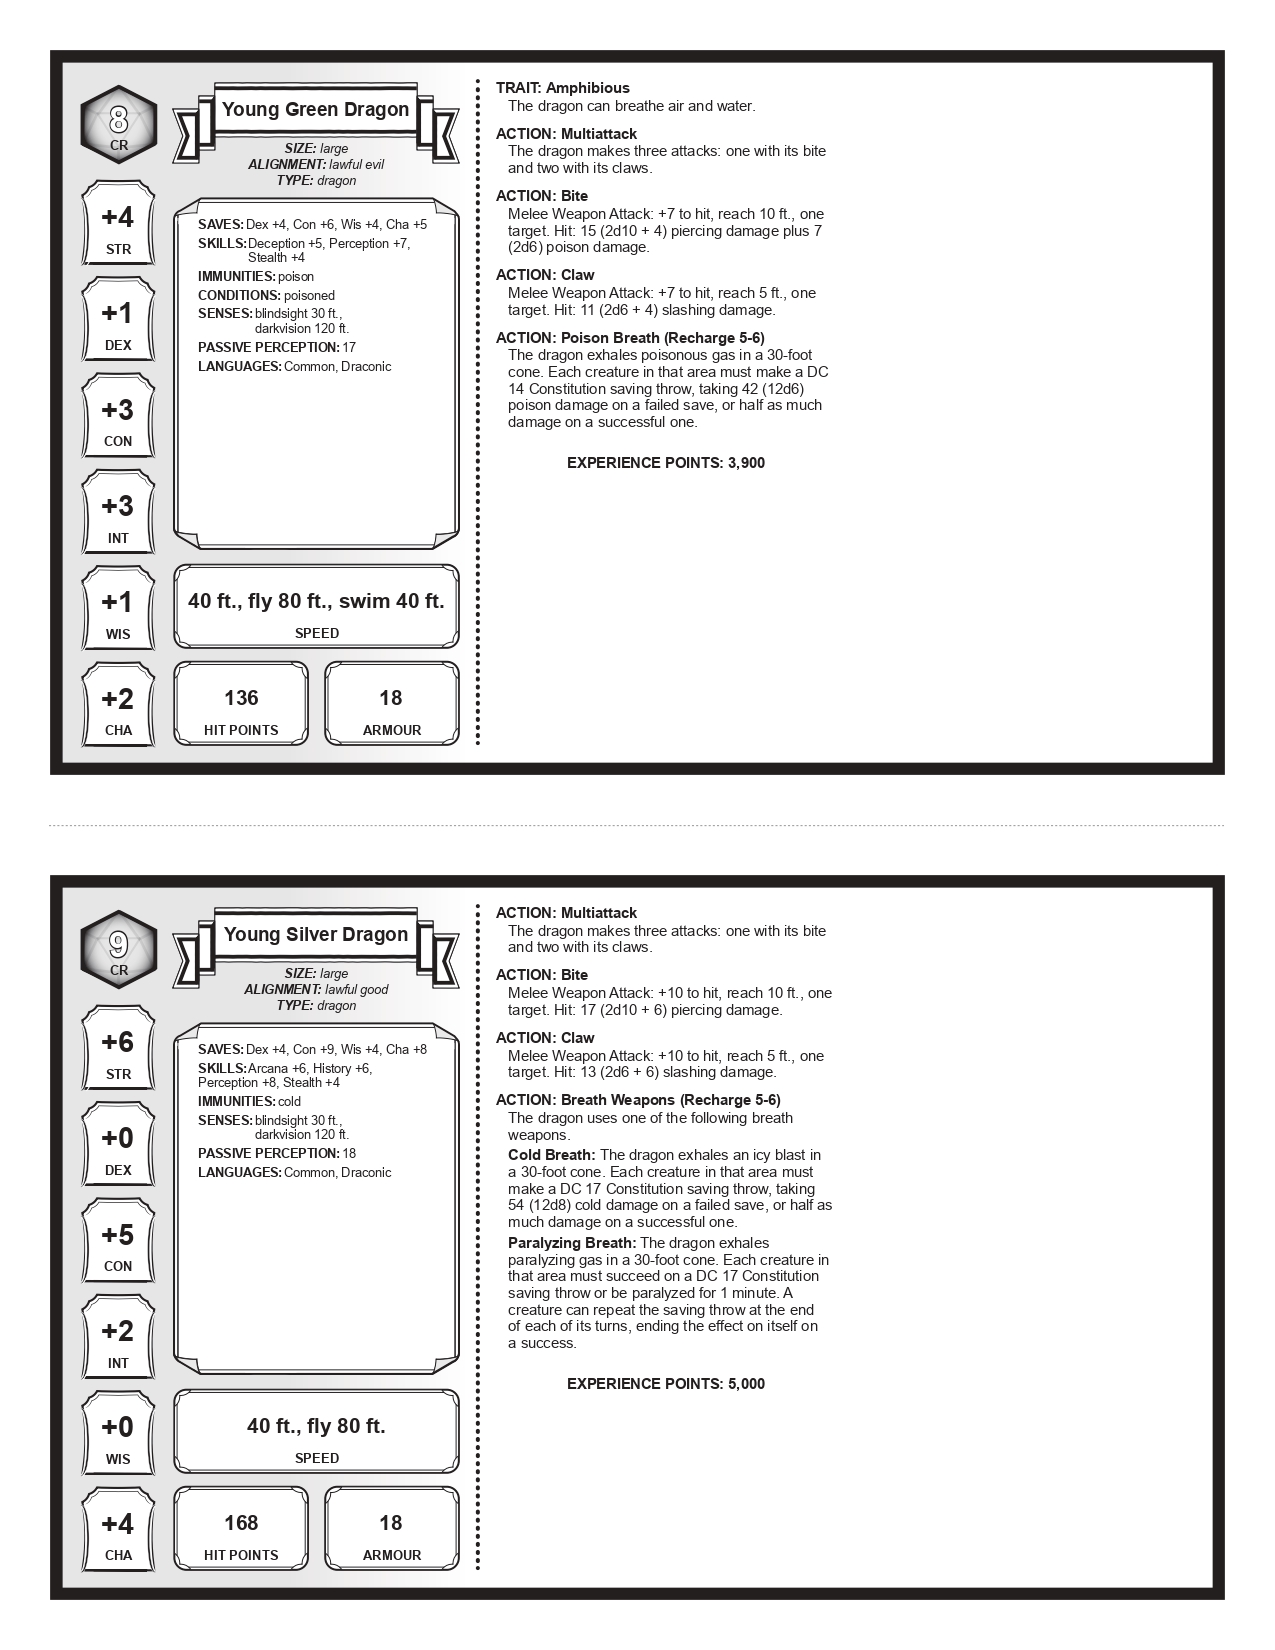 8
CR
Young Green Dragon
SIZE: large
ALIGNMENT: lawful evil
TYPE: dragon
+4
STR
+1
DEX
+3
CON
+3
INT
+1
WIS
+2
CHA
SAVES: Dex +4, Con +6, Wis +4, Cha +5
SKILLS: Deception +5, Perception +7,
Stealth +4
IMMUNITIES: poison
CONDITIONS: poisoned
SENSES: blindsight 30 ft.,
darkvision 120 ft.
PASSIVE PERCEPTION: 17
LANGUAGES: Common, Draconic
40 ft., fly 80 ft., swim 40 ft.
SPEED
136
HIT POINTS
18
ARMOUR
TRAIT: Amphibious
The dragon can breathe air and water.
ACTION: Multiattack
The dragon makes three attacks: one with its bite
and two with its claws.
ACTION: Bite
Melee Weapon Attack: +7 to hit, reach 10 ft., one
target. Hit: 15 (2d10 + 4) piercing damage plus 7
(2d6) poison damage.
ACTION: Claw
Melee Weapon Attack: +7 to hit, reach 5 ft., one
target. Hit: 11 (2d6 + 4) slashing damage.
ACTION: Poison Breath (Recharge 5-6)
The dragon exhales poisonous gas in a 30-foot
cone. Each creature in that area must make a DC
14 Constitution saving throw, taking 42 (12d6)
poison damage on a failed save, or half as much
damage on a successful one.
EXPERIENCE POINTS: 3,900
9
CR
Young Silver Dragon
SIZE: large
ALIGNMENT: lawful good
TYPE: dragon
+6
STR
+0
DEX
+5
CON
+2
INT
+0
WIS
+4
CHA
SAVES: Dex +4, Con +9, Wis +4, Cha +8
SKILLS: Arcana +6, History +6,
Perception +8, Stealth +4
IMMUNITIES: cold
SENSES: blindsight 30 ft.,
darkvision 120 ft.
PASSIVE PERCEPTION: 18
LANGUAGES: Common, Draconic
40 ft., fly 80 ft.
SPEED
168
HIT POINTS
18
ARMOUR
ACTION: Multiattack
The dragon makes three attacks: one with its bite
and two with its claws.
ACTION: Bite
Melee Weapon Attack: +10 to hit, reach 10 ft., one
target. Hit: 17 (2d10 + 6) piercing damage.
ACTION: Claw
Melee Weapon Attack: +10 to hit, reach 5 ft., one
target. Hit: 13 (2d6 + 6) slashing damage.
ACTION: Breath Weapons (Recharge 5-6)
The dragon uses one of the following breath
weapons.
Cold Breath: The dragon exhales an icy blast in
a 30-foot cone. Each creature in that area must
make a DC 17 Constitution saving throw, taking
54 (12d8) cold damage on a failed save, or half as
much damage on a successful one.
Paralyzing Breath: The dragon exhales
paralyzing gas in a 30-foot cone. Each creature in
that area must succeed on a DC 17 Constitution
saving throw or be paralyzed for 1 minute. A
creature can repeat the saving throw at the end
of each of its turns, ending the effect on itself on
a success.
EXPERIENCE POINTS: 5,000